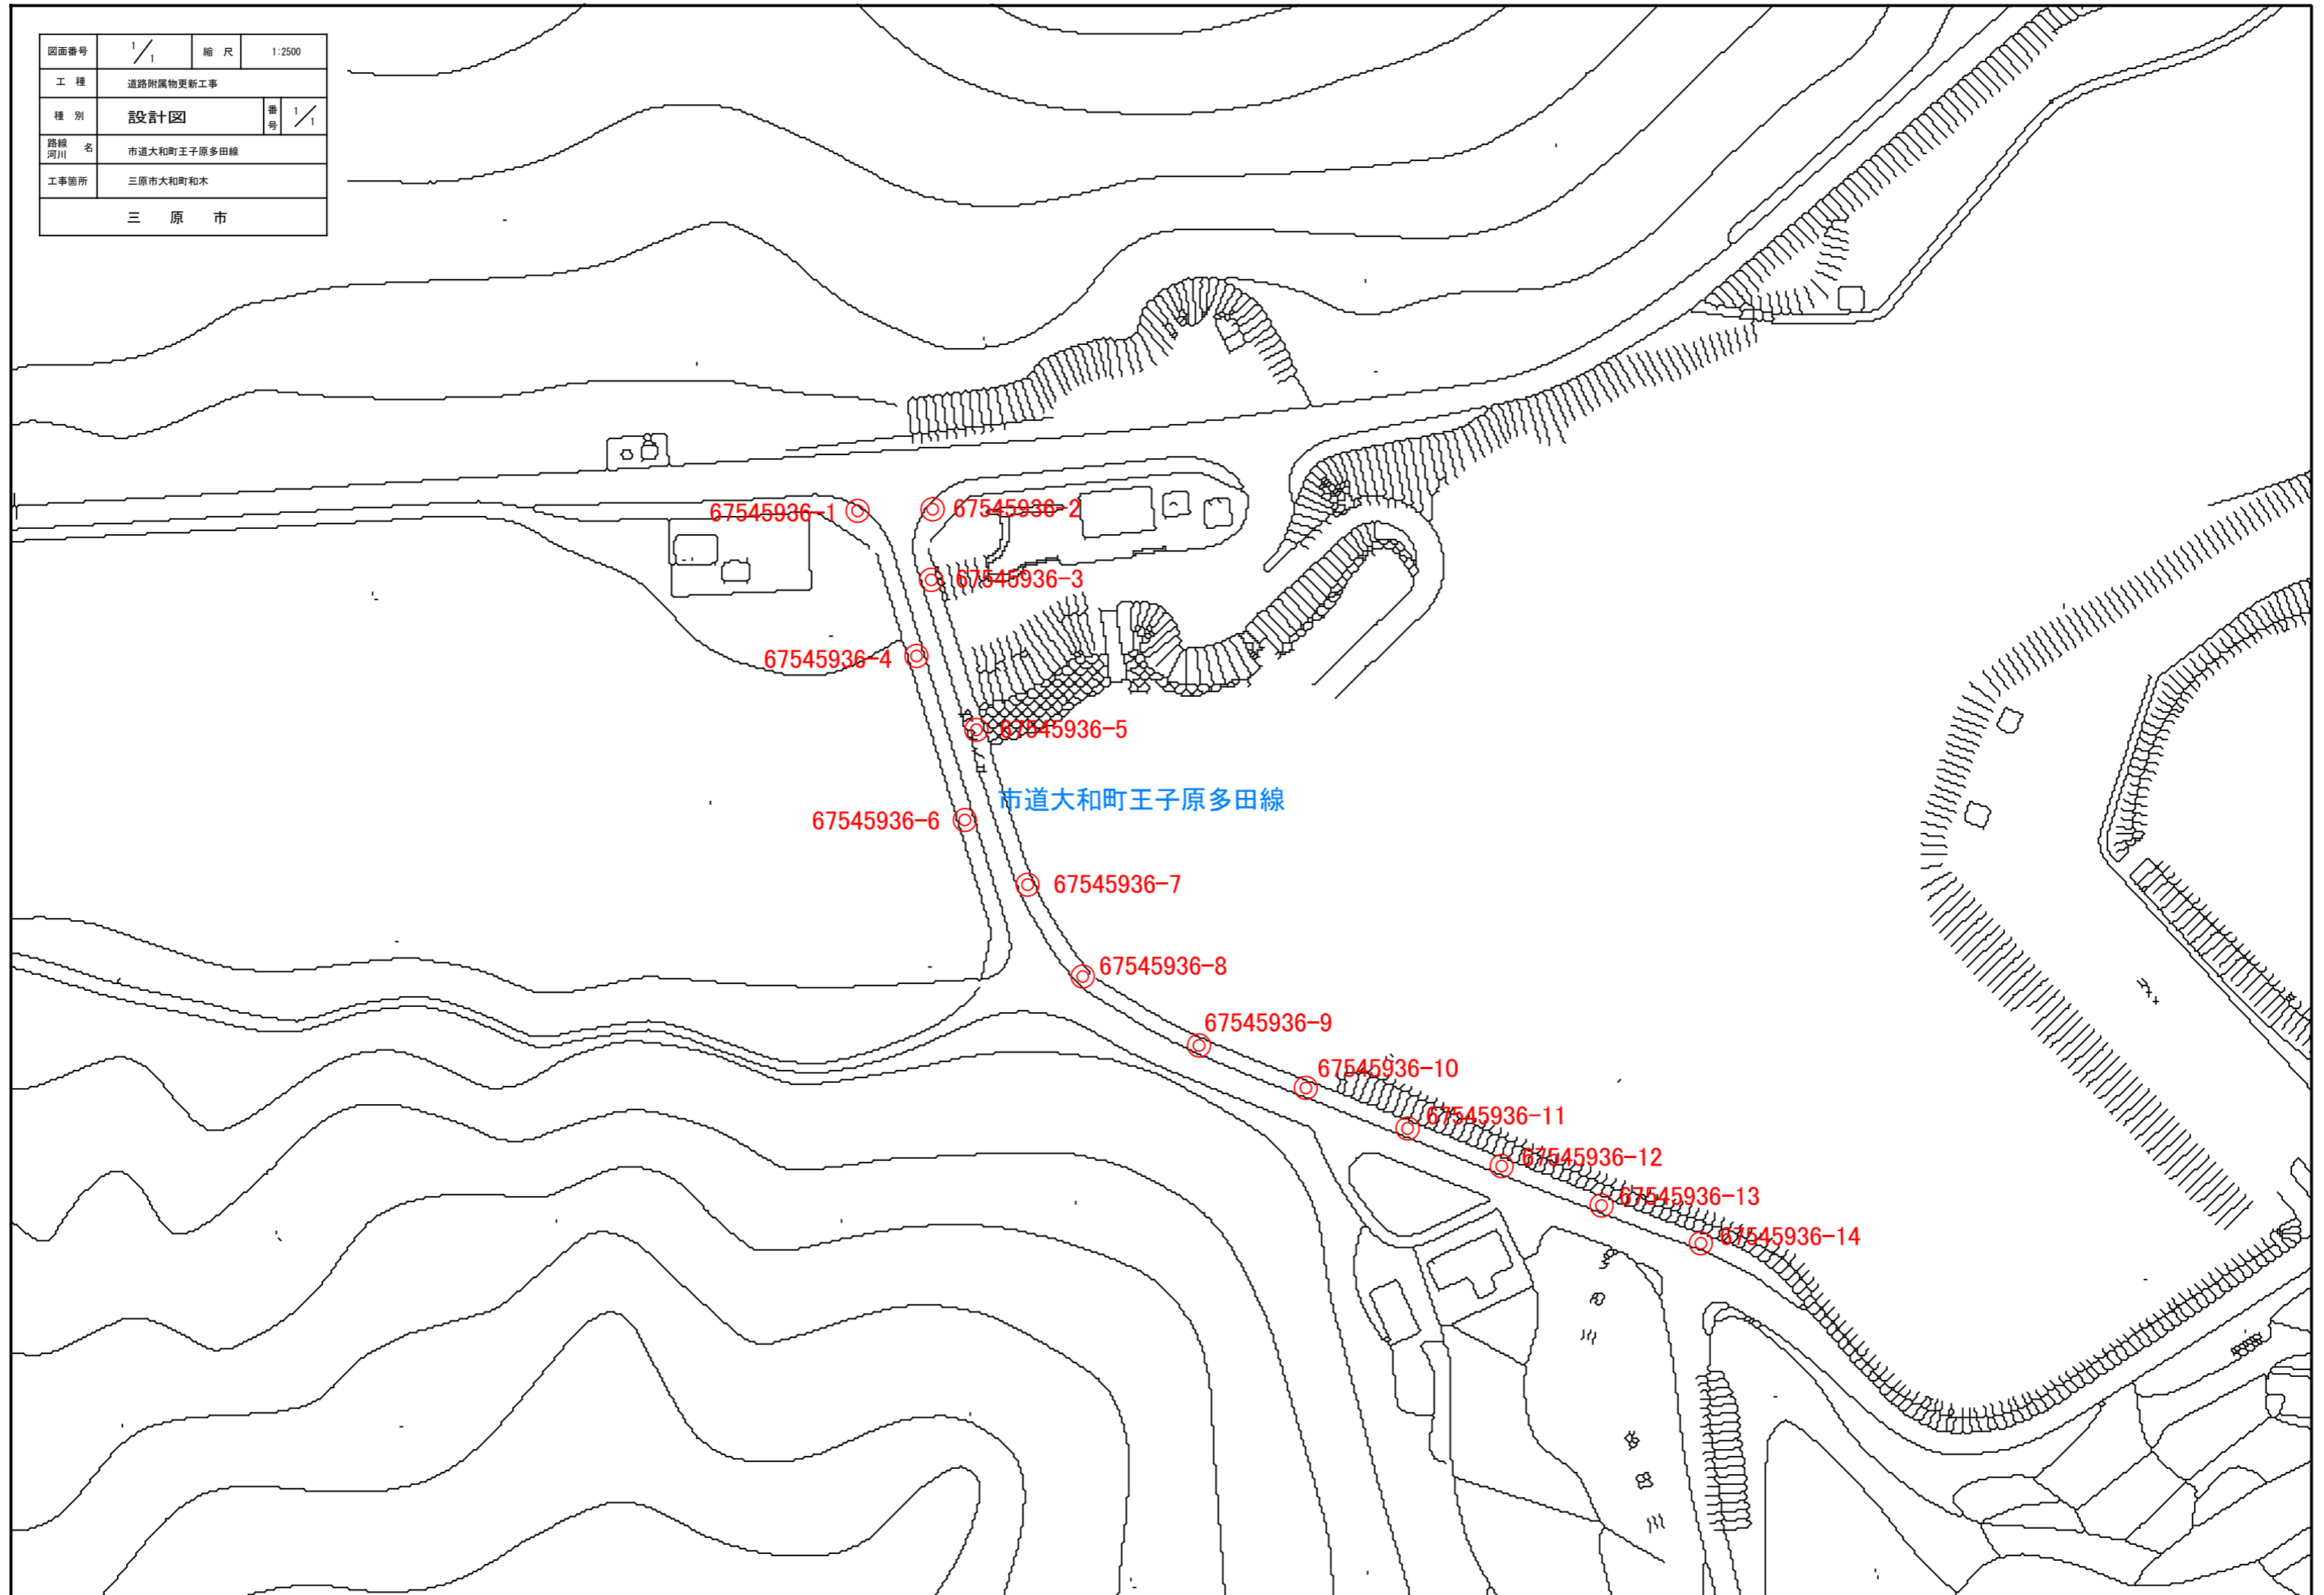 図面番号 1/1 縮尺 1:2500
工種 道路附属物更新工事
種別 設計図 番号 1/1
路線河川名 市道大和町王子原多田線
工事箇所 三原市大和町和木
三原市
67545936-1
67545936-2
67545936-3
67545936-4
67545936-5
市道大和町王子原多田線
67545936-6
67545936-7
67545936-8
67545936-9
67545936-10
67545936-11
67545936-12
67545936-13
67545936-14